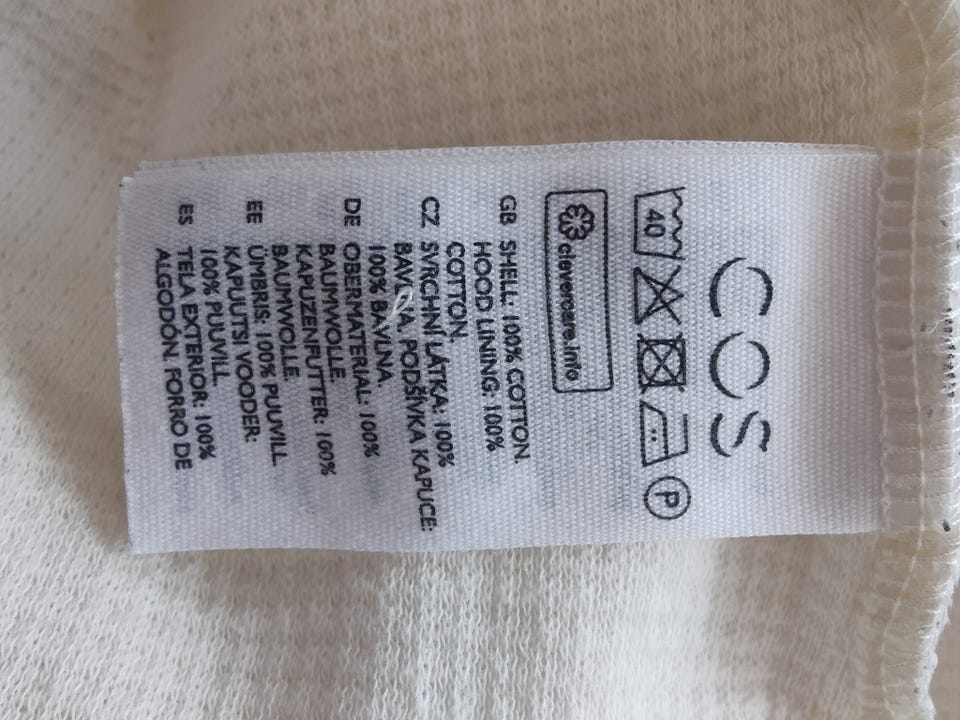 COS
40 P
clevercare.info
GB SHELL: 100% COTTON.
HOOD LINING: 100%
COTTON.
CZ SVRCHNÍ LÁTKA: 100%
BAVLNA. PODŠÍVKA KAPUCE:
100% BAVLNA.
DE OBERMATERIAL: 100%
BAUMWOLLE.
KAPUZENFUTTER: 100%
BAUMWOLLE.
EE ÜMBRIS: 100% PUUVILL.
KAPUUTSI VOODER:
100% PUUVILL.
ES TELA EXTERIOR: 100%
ALGODÓN. FORRO DE